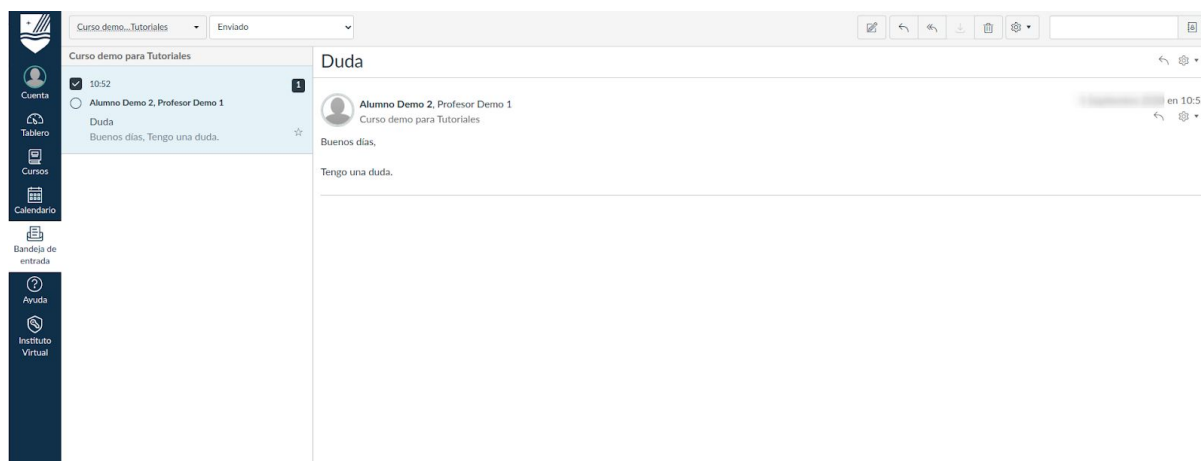 Curso demo...Tutoriales
Enviado
Cuenta
Tablero
Cursos
Calendario
Bandeja de
entrada
Ayuda
Instituto
Virtual
Curso demo para Tutoriales
10:52
1
Alumno Demo 2, Profesor Demo 1
Duda
Buenos días, Tengo una duda.
Duda
Alumno Demo 2, Profesor Demo 1
en 10:5
Curso demo para Tutoriales
Buenos días,
Tengo una duda.